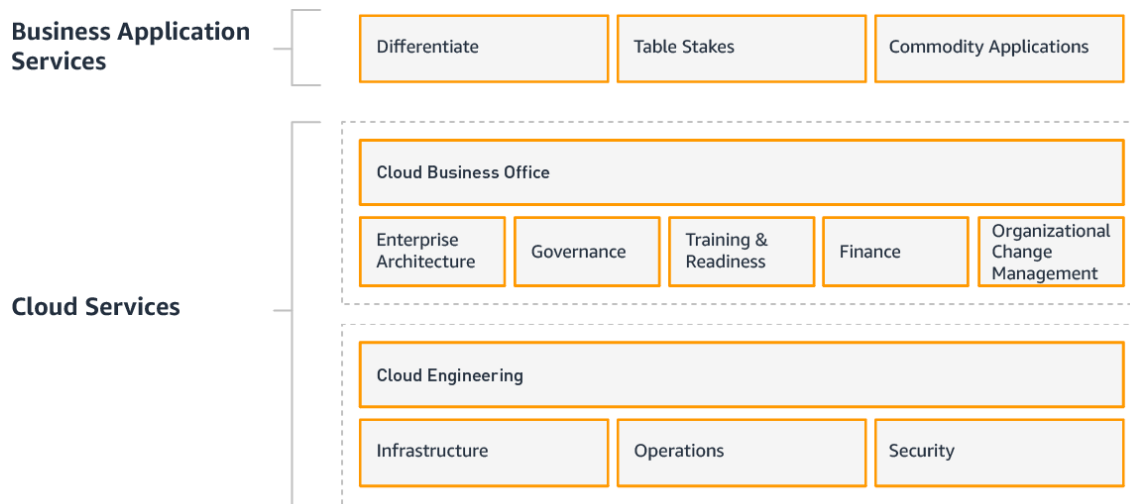 Business Application
Services
Differentiate
Table Stakes
Commodity Applications
Cloud Services
Cloud Business Office
Enterprise
Architecture
Governance
Training &
Readiness
Finance
Organizational
Change
Management
Cloud Engineering
Infrastructure
Operations
Security